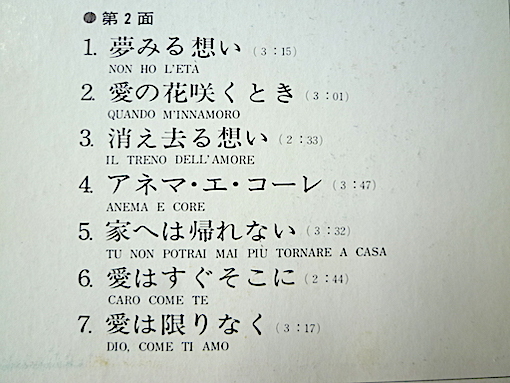 ●第2面
1. 夢みる想い (3:15)
NON HO L'ETÀ
2. 愛の花咲くとき (3:01)
QUANDO M'INNAMORO
3. 消え去る想い (2:33)
IL TRENO DELL'AMORE
4. アネマ・エ・コーレ (3:47)
ANEMA E CORE
5. 家へは帰れない (3:32)
TU NON POTRAI MAI PIÙ TORNARE A CASA
6. 愛はすぐそこに (2:44)
CARO COME TE
7. 愛は限りなく (3:17)
DIO, COME TI AMO